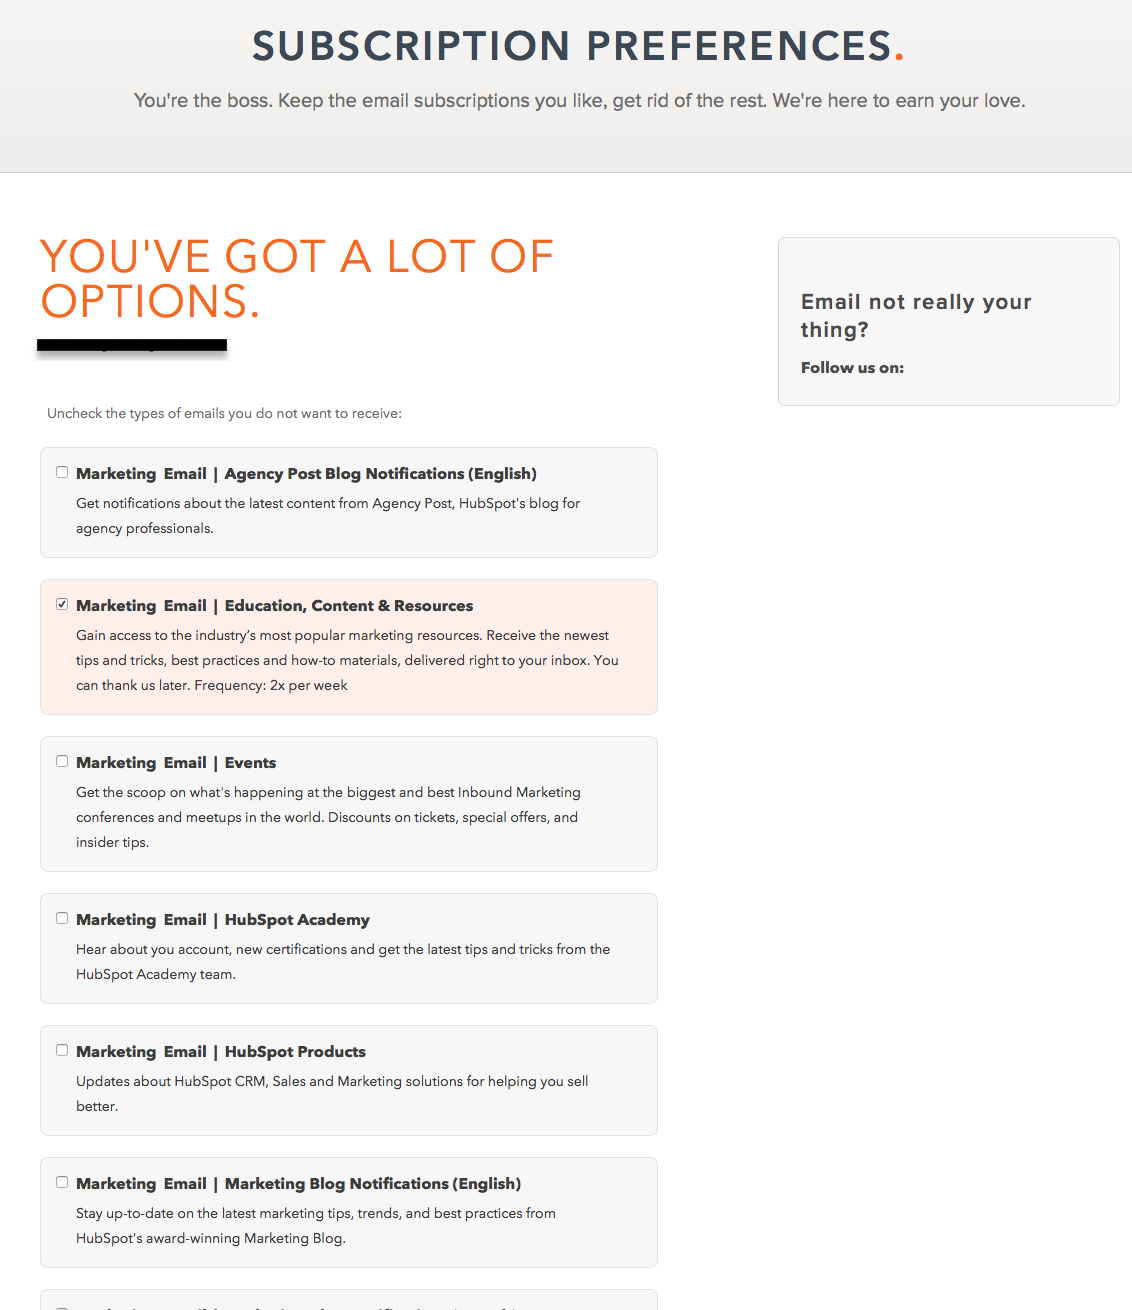 SUBSCRIPTION PREFERENCES.
You're the boss. Keep the email subscriptions you like, get rid of the rest. We're here to earn your love.
YOU'VE GOT A LOT OF
OPTIONS.
Email not really your
thing?
Follow us on:
Uncheck the types of emails you do not want to receive:
Marketing Email | Agency Post Blog Notifications (English)
Get notifications about the latest content from Agency Post, HubSpot's blog for
agency professionals.
Marketing Email | Education, Content & Resources
Gain access to the industry’s most popular marketing resources. Receive the newest
tips and tricks, best practices and how-to materials, delivered right to your inbox. You
can thank us later. Frequency: 2x per week
Marketing Email | Events
Get the scoop on what's happening at the biggest and best Inbound Marketing
conferences and meetups in the world. Discounts on tickets, special offers, and
insider tips.
Marketing Email | HubSpot Academy
Hear about you account, new certifications and get the latest tips and tricks from the
HubSpot Academy team.
Marketing Email | HubSpot Products
Updates about HubSpot CRM, Sales and Marketing solutions for helping you sell
better.
Marketing Email | Marketing Blog Notifications (English)
Stay up-to-date on the latest marketing tips, trends, and best practices from
HubSpot's award-winning Marketing Blog.